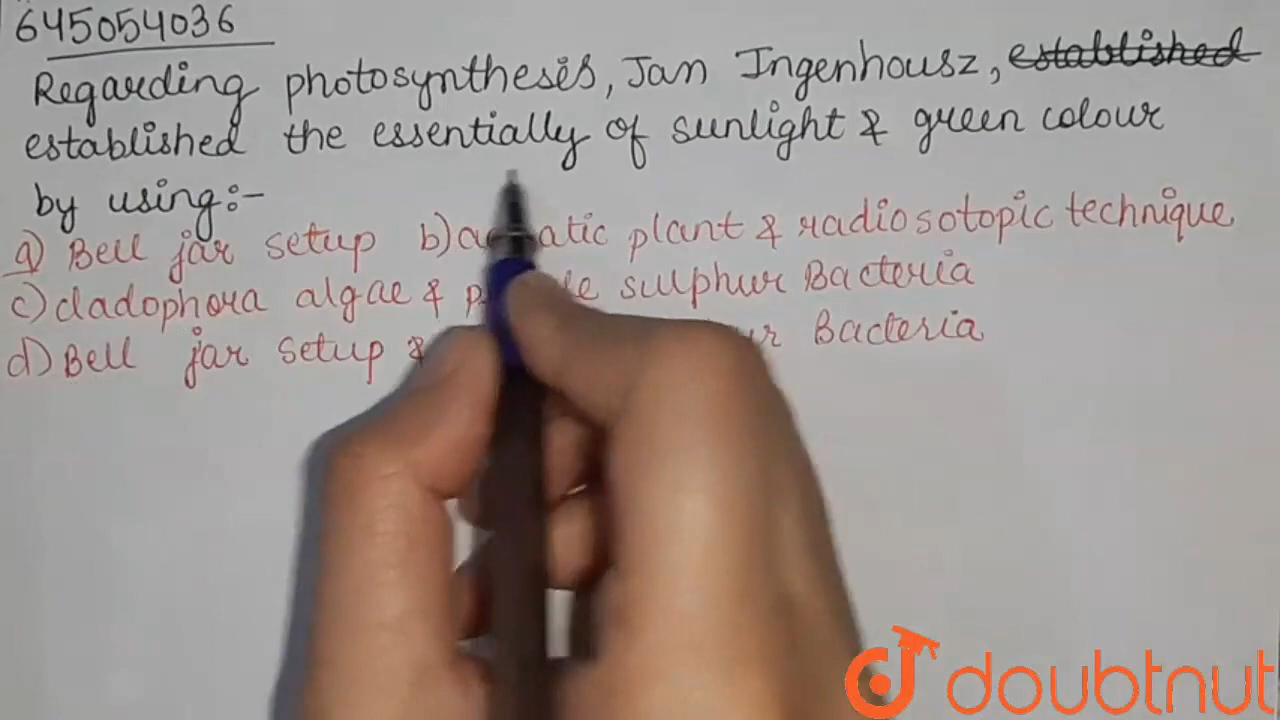 645054036
Regarding photosynthesis, Jan Ingenhousz, established
established the essentially of sunlight & green colour
by using:-
a) Bell jar setup b) plant & radiosotopic technique
c) cladophora algae & sulphur Bacteria
d) Bell jar setup & Bacteria
doubtnut